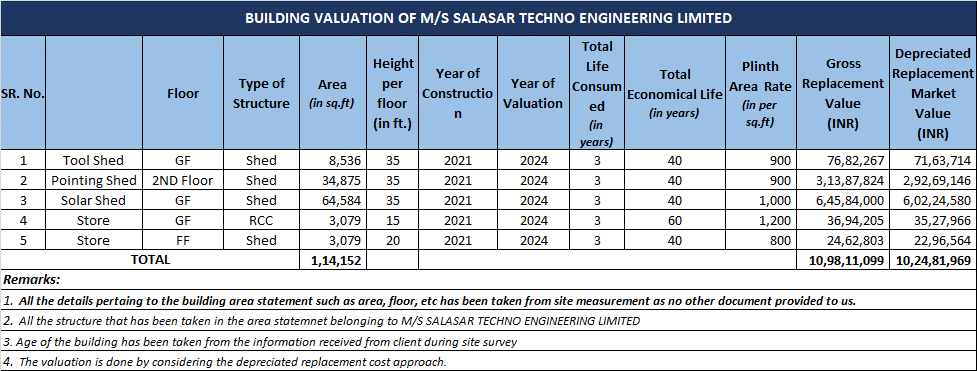 BUILDING VALUATION OF M/S SALASAR TECHNO ENGINEERING LIMITED
SR. No. Floor Type of Structure Area (in sq.ft) Height per floor (in ft.) Year of Constructio n Year of Valuation Total Life Consum ed (in years) Total Economical Life (in years) Plinth Area Rate (in per sq.ft) Gross Replacement Value (INR) Depreciated Replacement Market Value (INR)
1 Tool Shed GF Shed 8,536 35 2021 2024 3 40 900 76,82,267 71,63,714
2 Pointing Shed 2ND Floor Shed 34,875 35 2021 2024 3 40 900 3,13,87,824 2,92,69,146
3 Solar Shed GF Shed 64,584 35 2021 2024 3 40 1,000 6,45,84,000 6,02,24,580
4 Store GF RCC 3,079 15 2021 2024 3 60 1,200 36,94,205 35,27,966
5 Store FF Shed 3,079 20 2021 2024 3 40 800 24,62,803 22,96,564
TOTAL 1,14,152 10,98,11,099 10,24,81,969
Remarks:
1. All the details pertaing to the building area statement such as area, floor, etc has been taken from site measurement as no other document provided to us.
2. All the structure that has been taken in the area statemnet belonging to M/S SALASAR TECHNO ENGINEERING LIMITED
3. Age of the building has been taken from the information received from client during site survey
4. The valuation is done by considering the depreciated replacement cost approach.